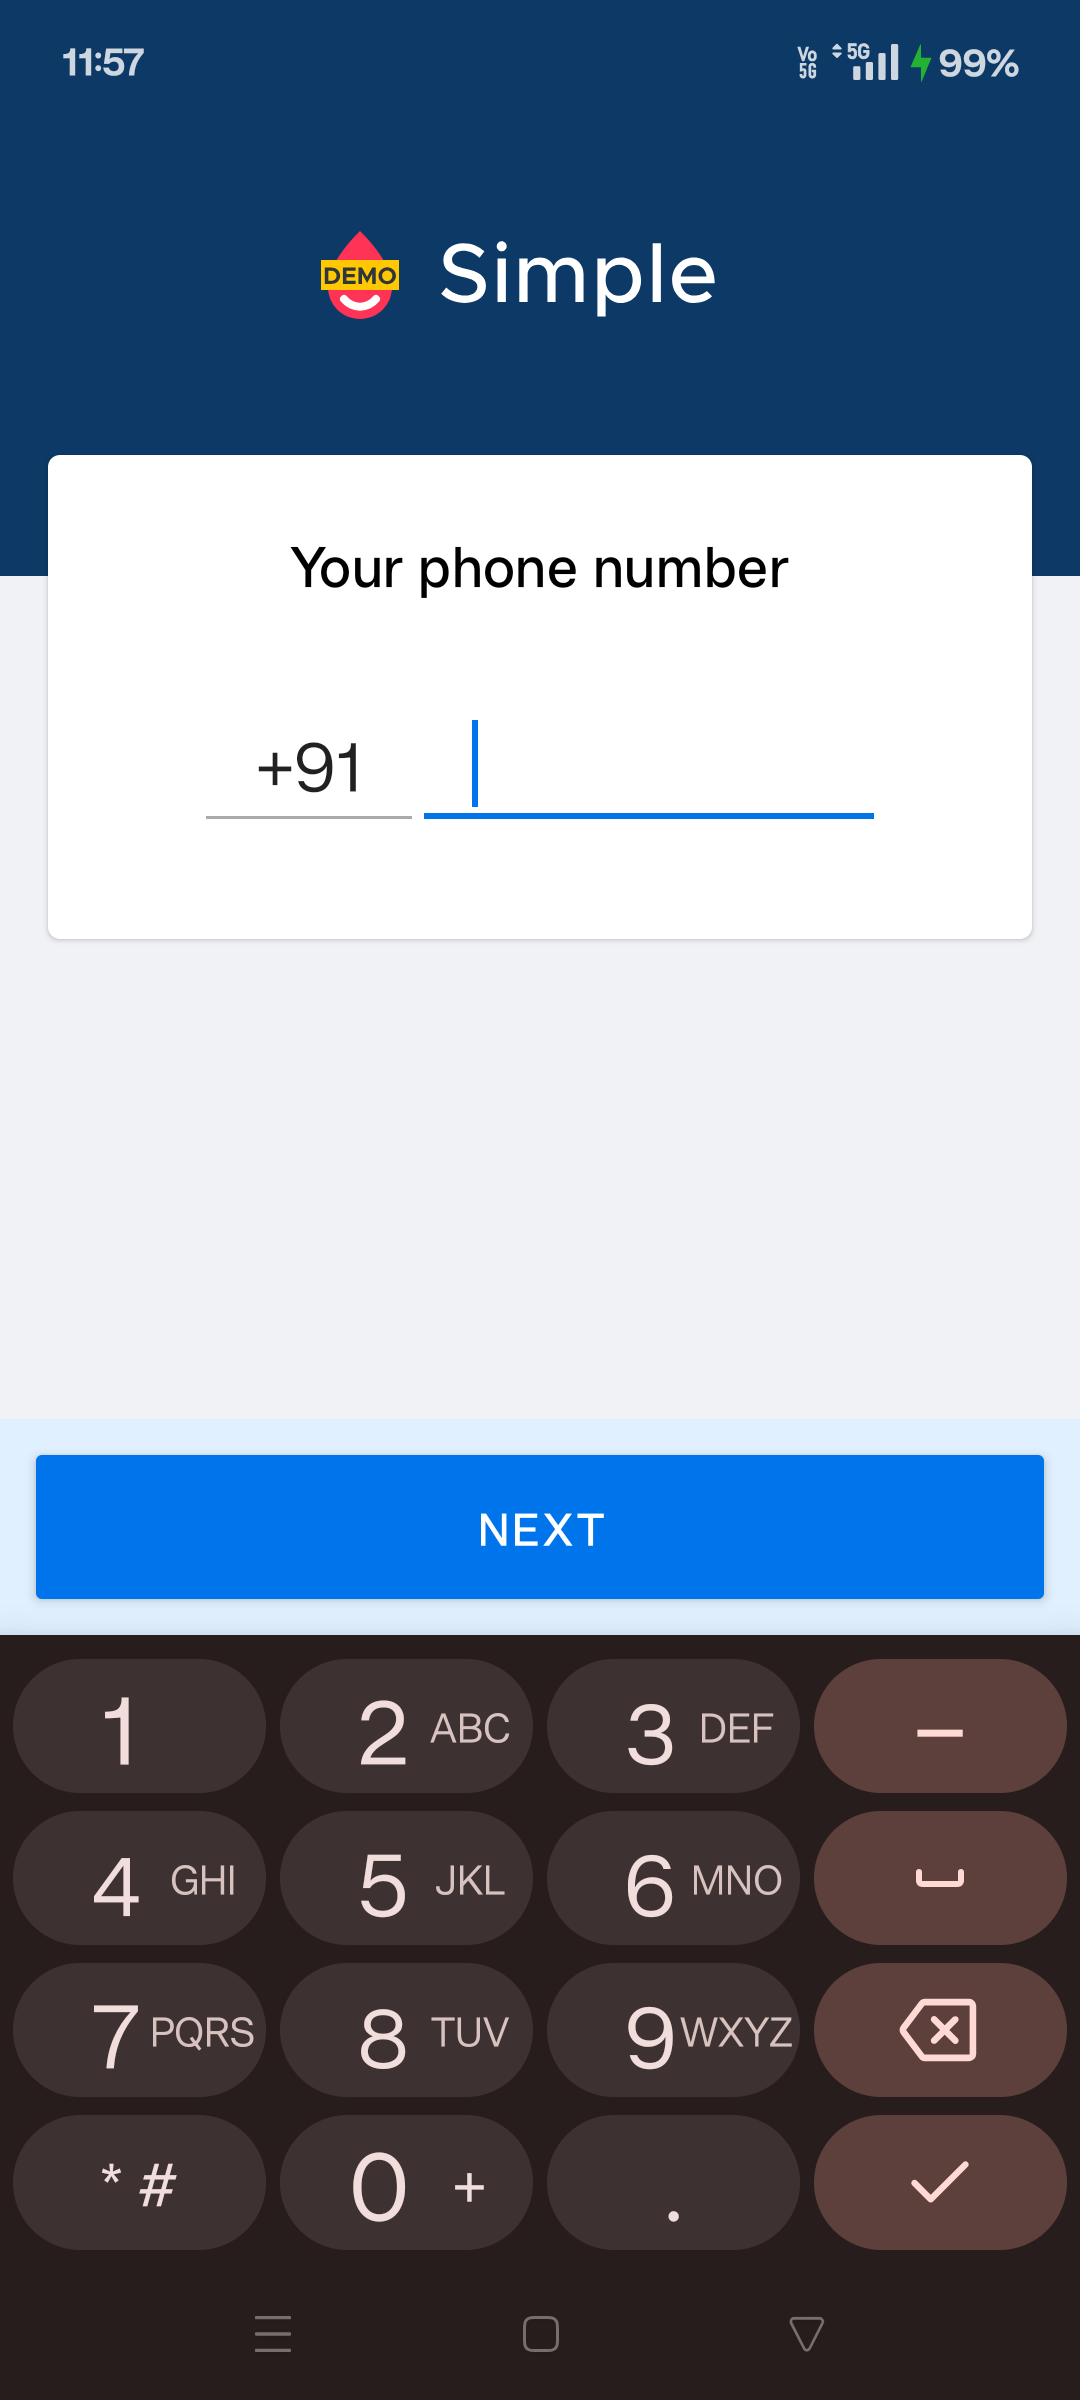 11:57
Vo 5G 5G 99%
DEMO Simple
Your phone number
+91
NEXT
1 2 ABC 3 DEF –
4 GHI 5 JKL 6 MNO
7 PQRS 8 TUV 9 WXYZ
* # 0 + .